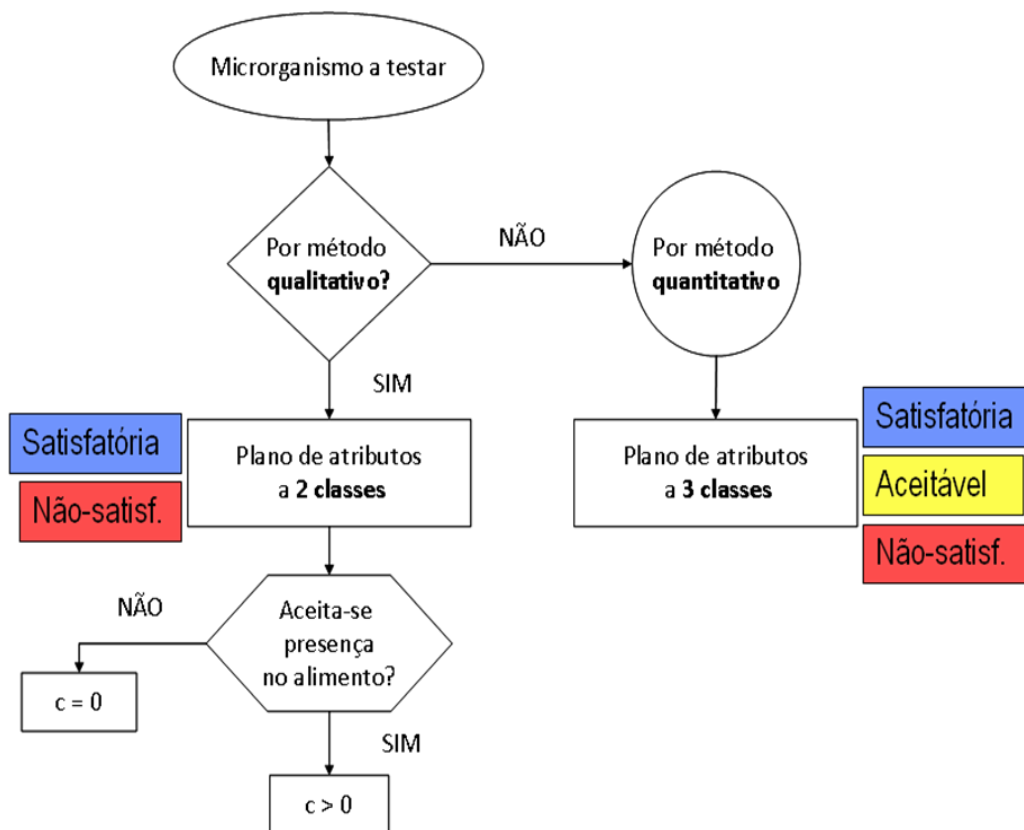 Microrganismo a testar
Por método
qualitativo?
NÃO
Por método
quantitativo
SIM
Satisfatória
Não-satisf.
Plano de atributos
a 2 classes
Plano de atributos
a 3 classes
Satisfatória
Aceitável
Não-satisf.
NÃO
Aceita-se
presença
no alimento?
c = 0
SIM
c > 0